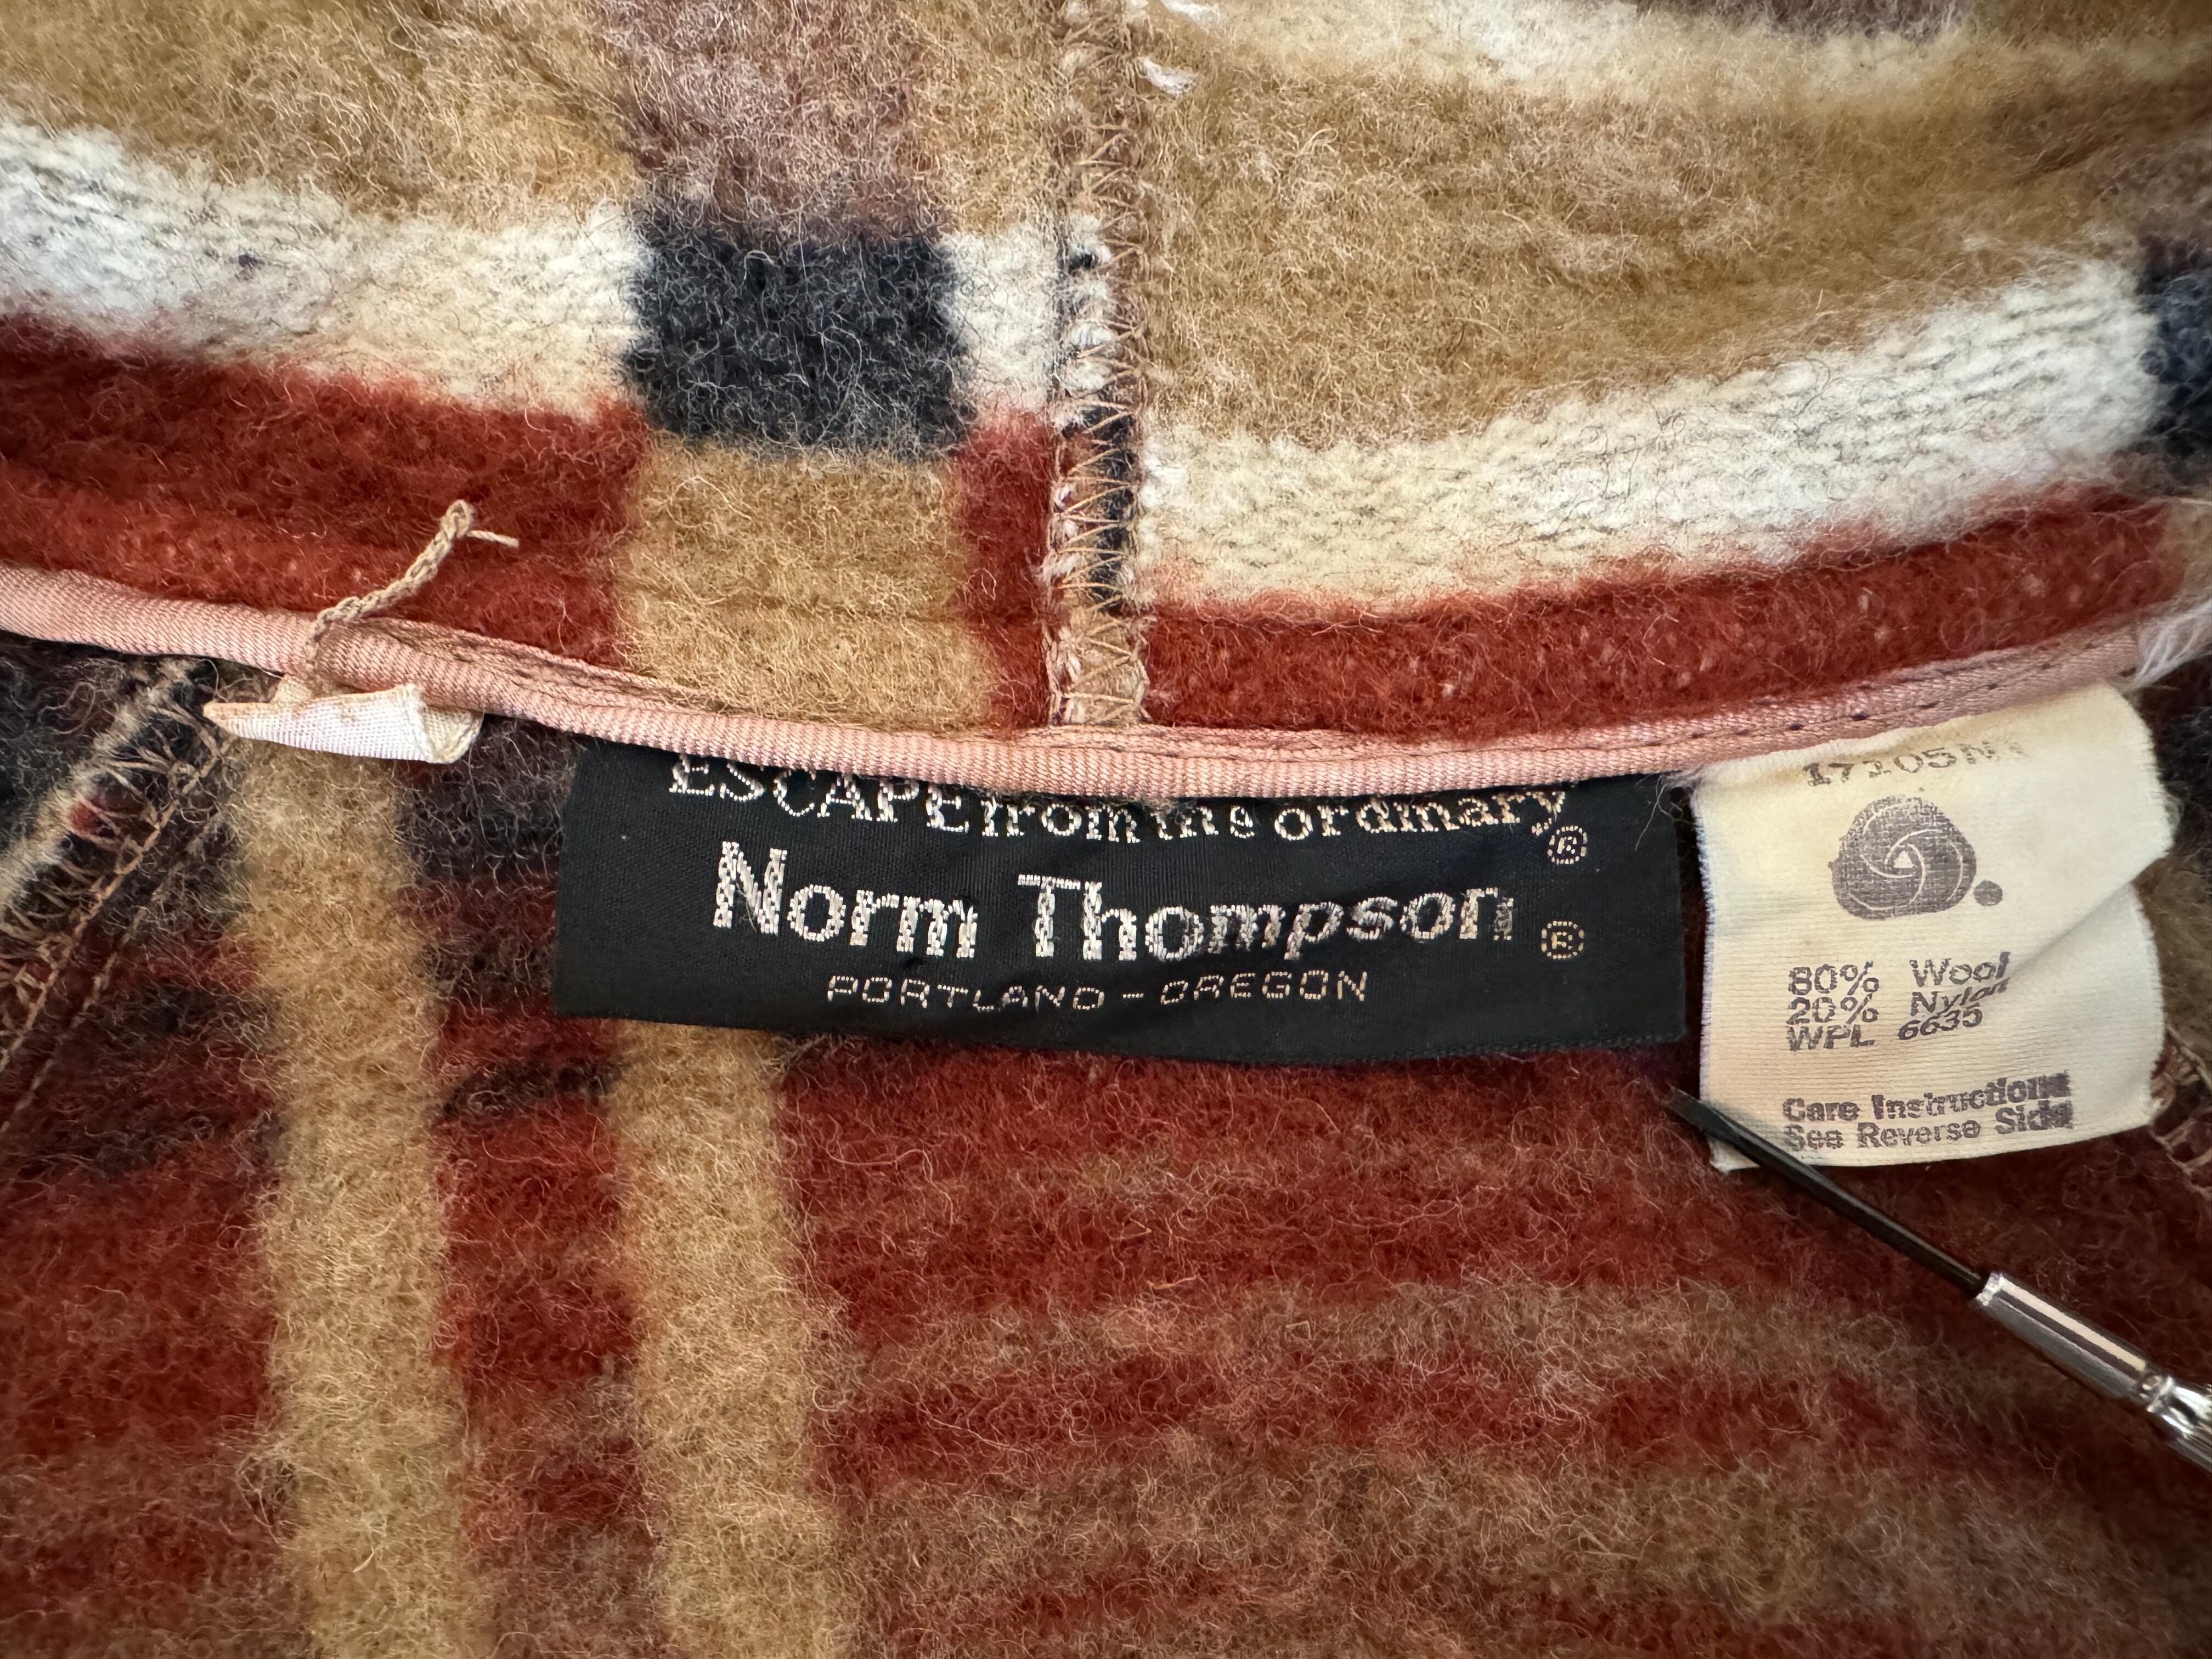 ESCAPE from the ordinary®
Norm Thompson®
PORTLAND-OREGON
80% Wool
20% Nylon
WPL 6635
Care Instructions
See Reverse Side